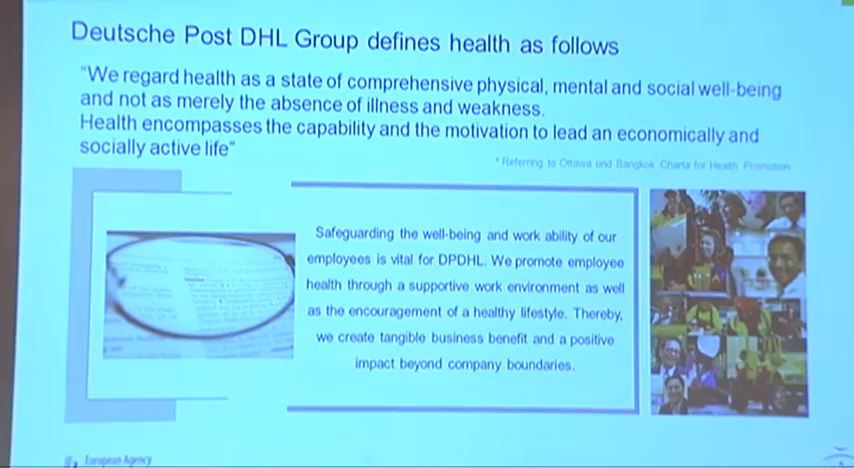 Deutsche Post DHL Group defines health as follows
"We regard health as a state of comprehensive physical, mental and social well-being
and not as merely the absence of illness and weakness.
Health encompasses the capability and the motivation to lead an economically and
socially active life"
* Referring to Ottawa und Bangkok Charta for Health Promotion
Safeguarding the well-being and work ability of our
employees is vital for DPDHL. We promote employee
health through a supportive work environment as well
as the encouragement of a healthy lifestyle. Thereby,
we create tangible business benefit and a positive
impact beyond company boundaries.
European Agency